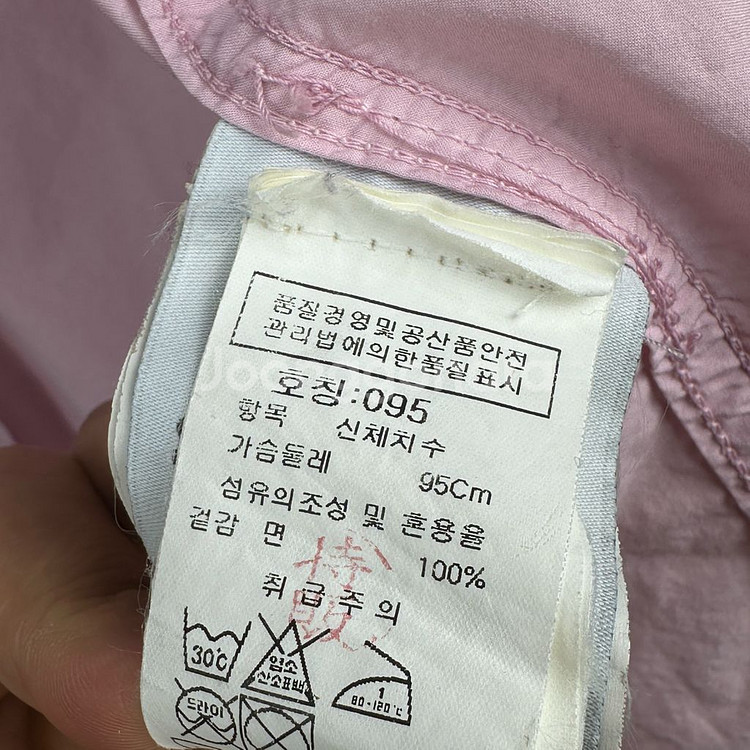 품질경영및공산품안전
관리법에의한품질표시
호칭:095
항목 신체치수
가슴둘레 95Cm
섬유의조성 및 혼용율
겉감 면 100%
취급주의
30℃
염소
산소표백
드라이
1
80-120℃